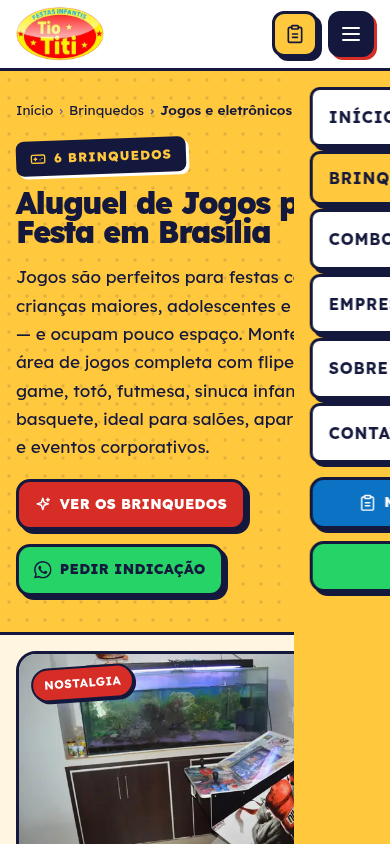 FESTAS INFANTIS
Tio
Titi
Início › Brinquedos › Jogos e eletrônicos
6 BRINQUEDOS
Aluguel de Jogos p
Festa em Brasília
Jogos são perfeitos para festas c
crianças maiores, adolescentes e
— e ocupam pouco espaço. Monte
área de jogos completa com flipe
game, totó, futmesa, sinuca infan
basquete, ideal para salões, apar
e eventos corporativos.
VER OS BRINQUEDOS
PEDIR INDICAÇÃO
NOSTALGIA
INÍCIO
BRINQ
COMBO
EMPRE
SOBRE
CONTA